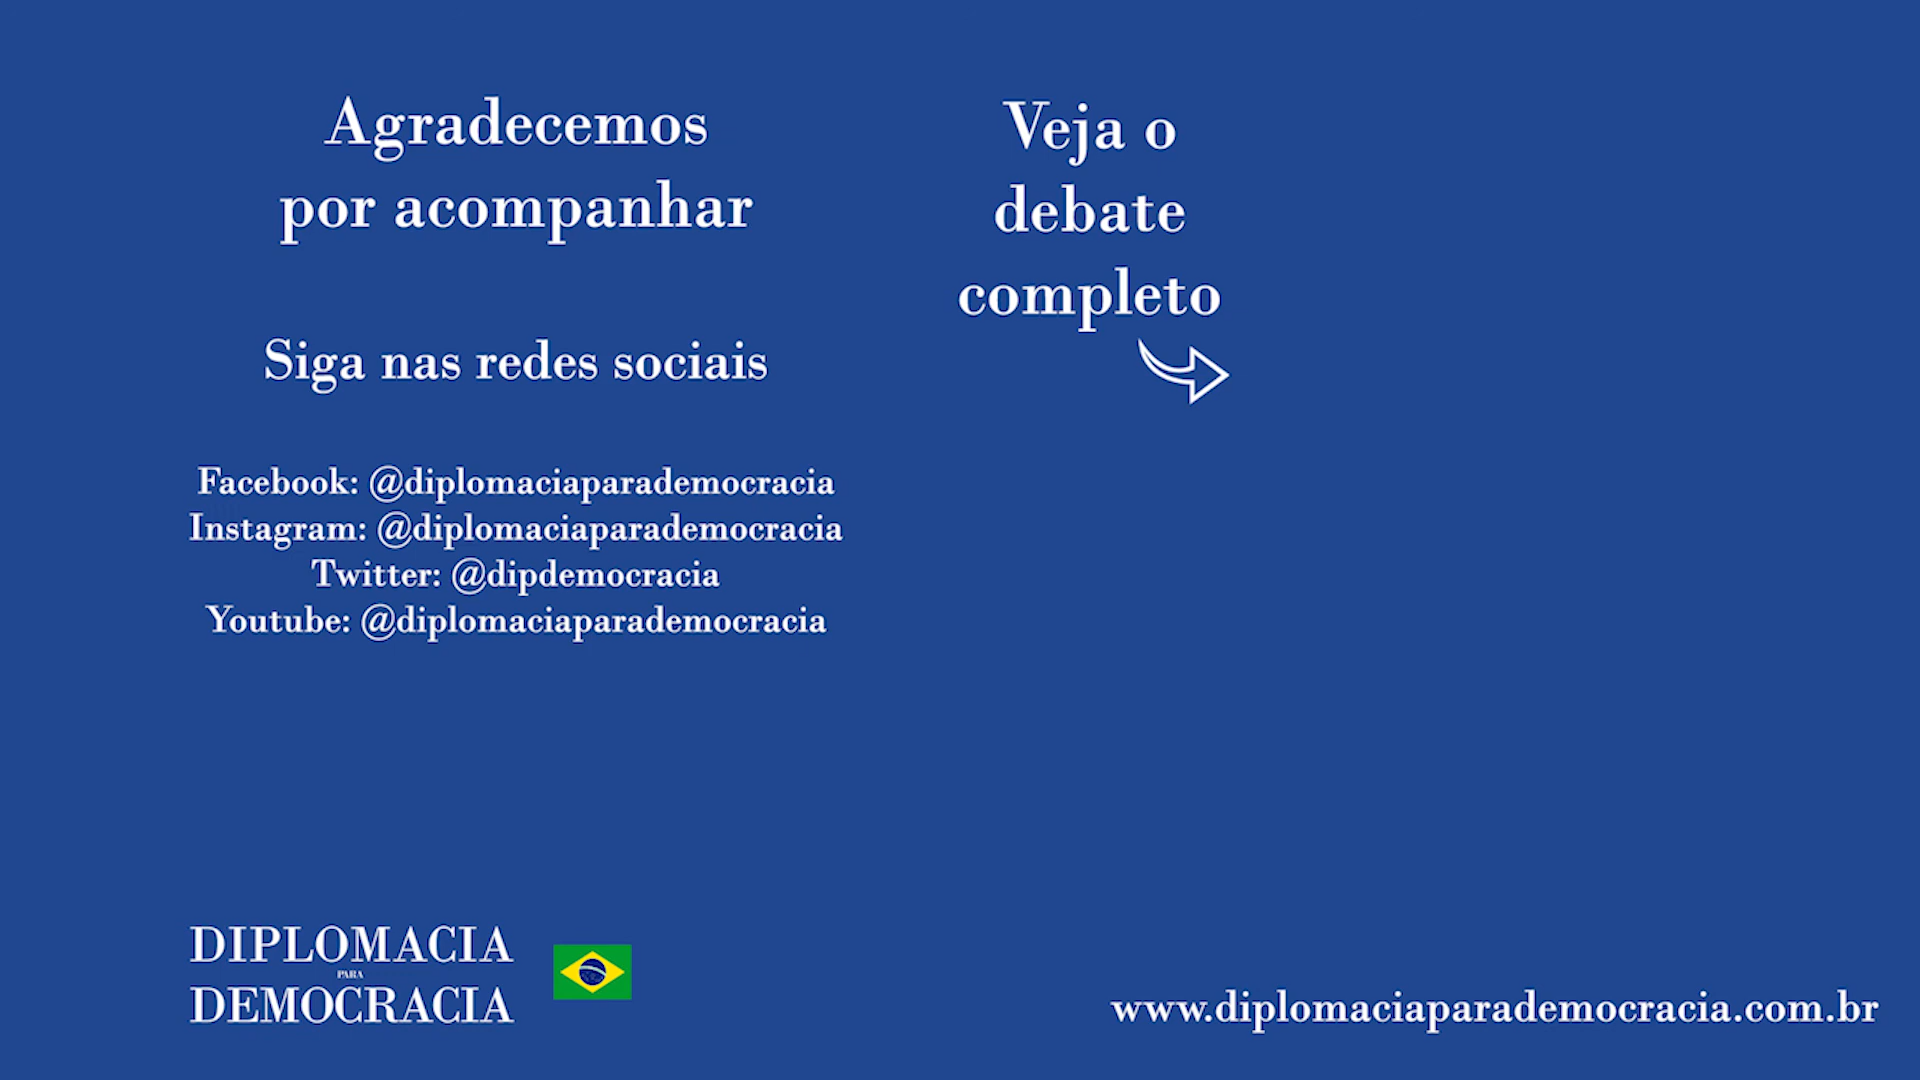 Agradecemos
por acompanhar
Siga nas redes sociais
Facebook: @diplomaciaparademocracia
Instagram: @diplomaciaparademocracia
Twitter: @dipdemocracia
Youtube: @diplomaciaparademocracia
Veja o
debate
completo
DIPLOMACIA
PARA
DEMOCRACIA
www.diplomaciaparademocracia.com.br